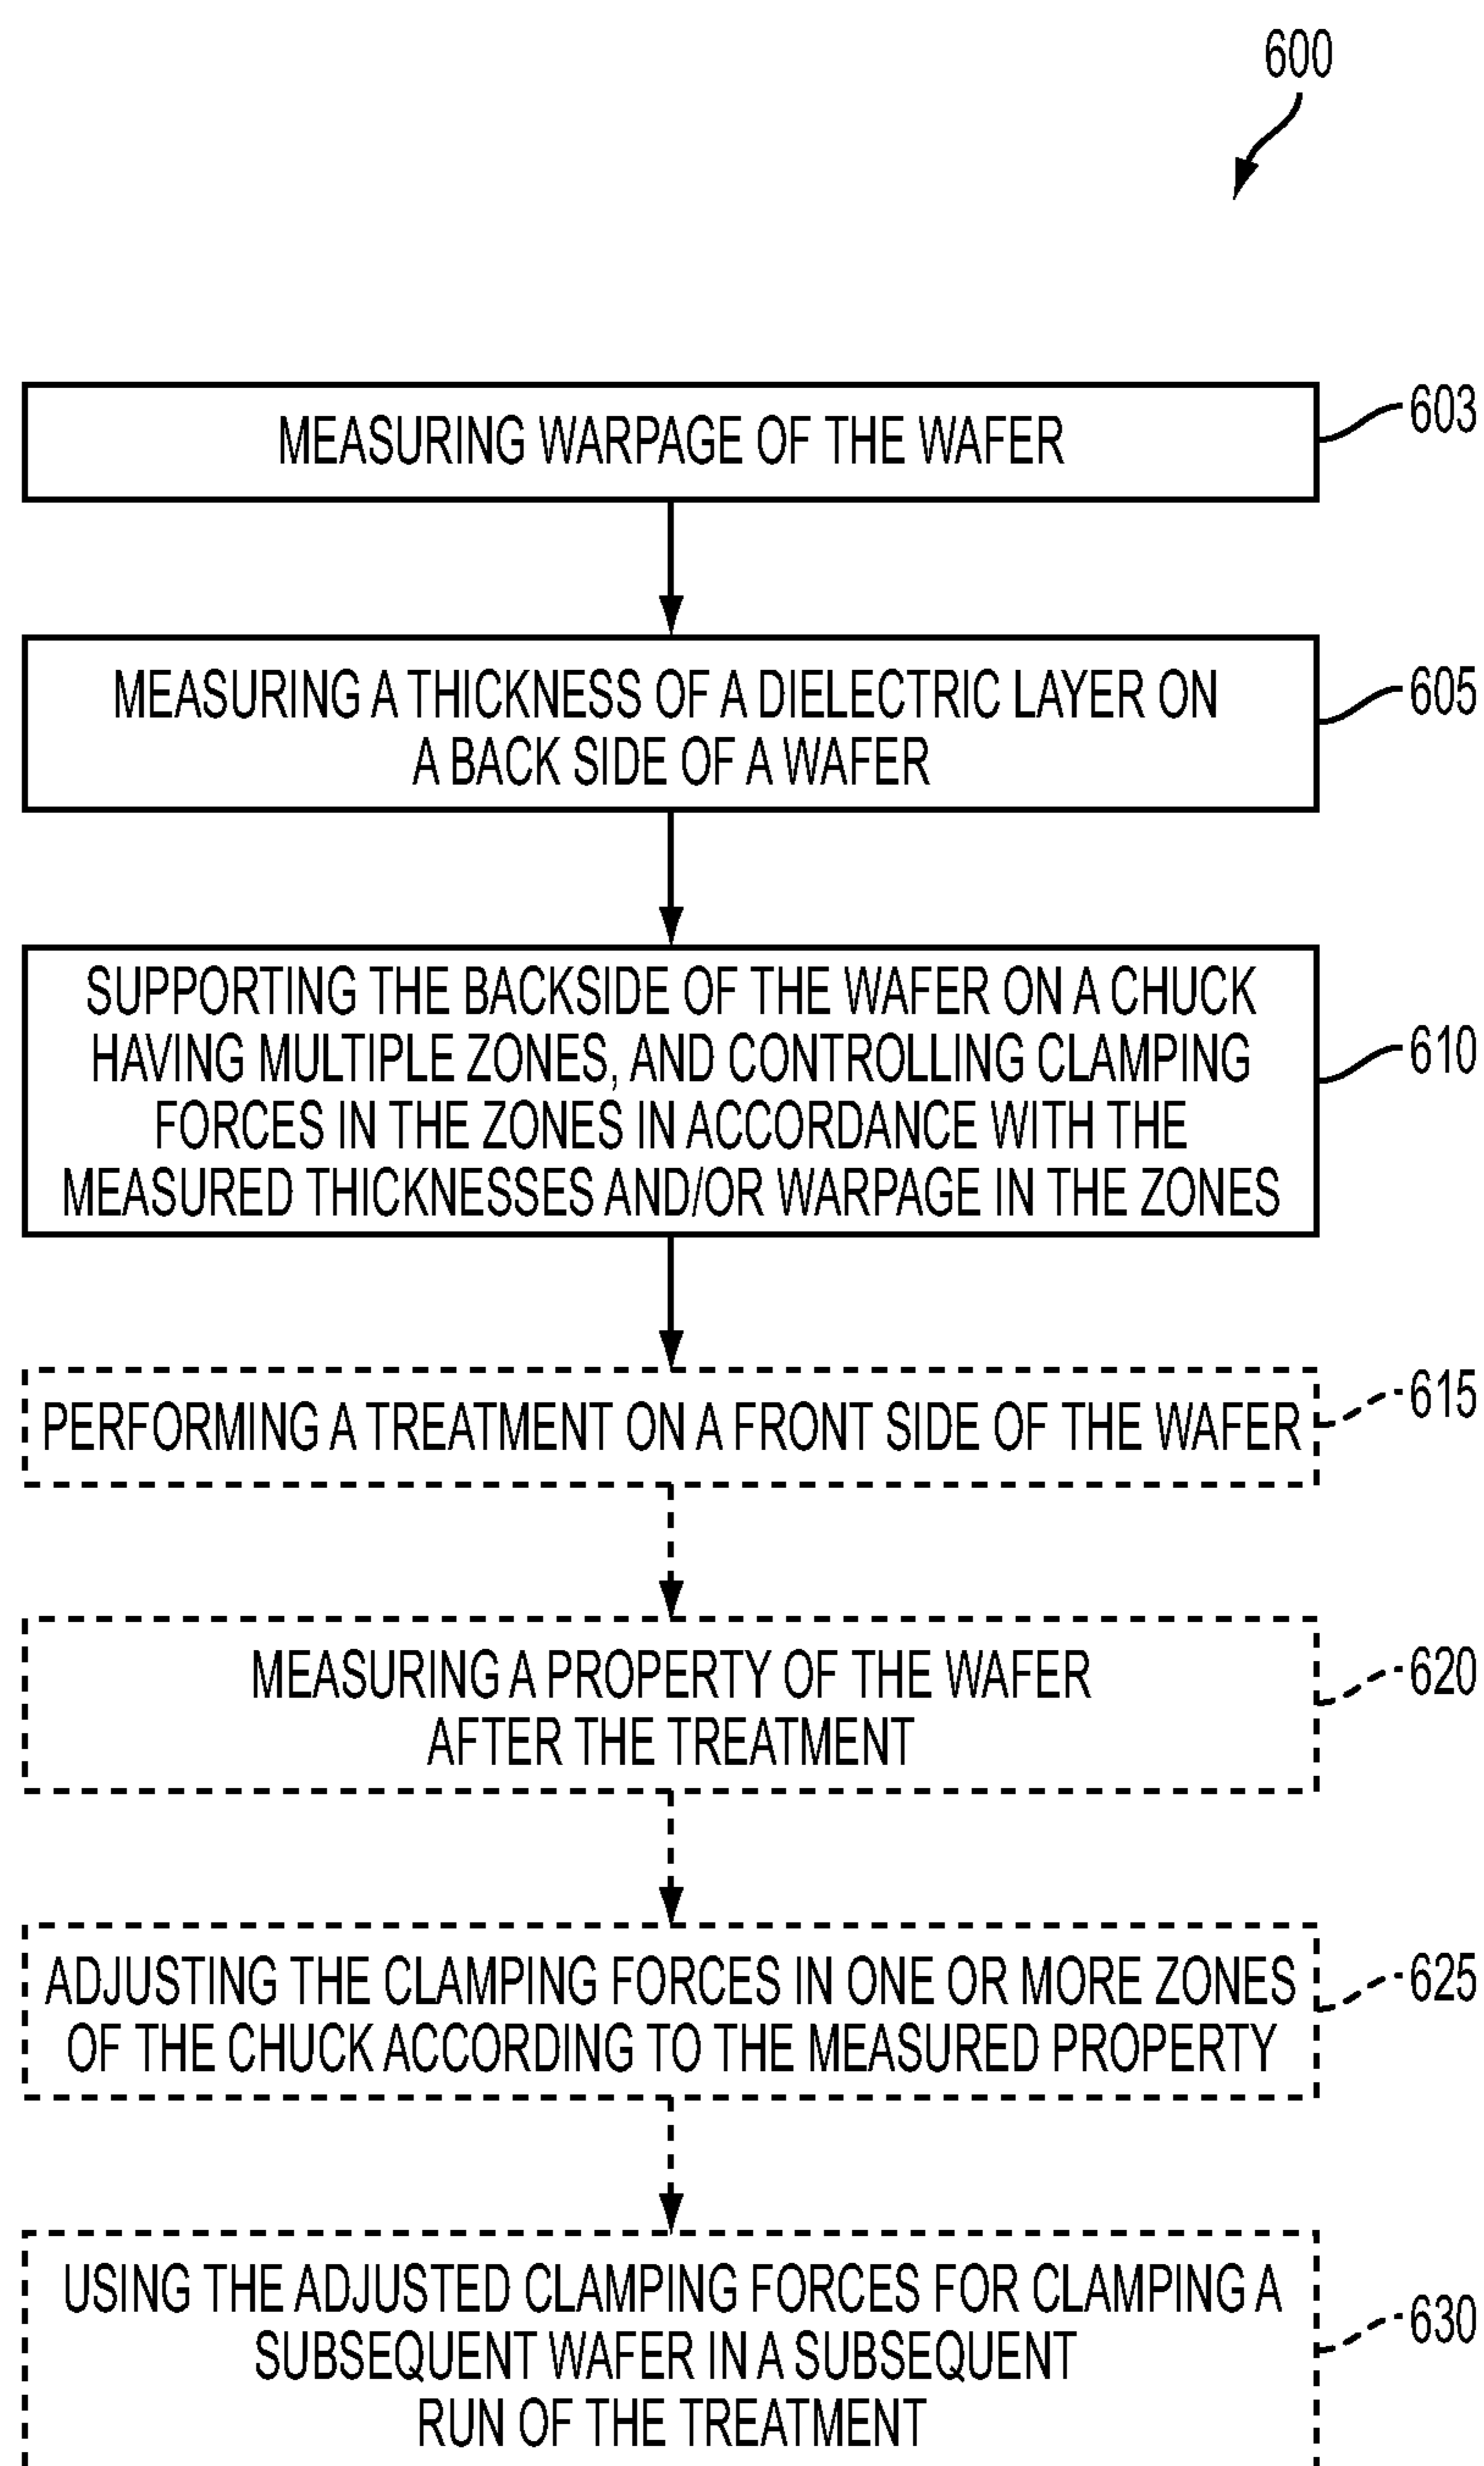 600
MEASURING WARPAGE OF THE WAFER
603
MEASURING A THICKNESS OF A DIELECTRIC LAYER ON
A BACK SIDE OF A WAFER
605
SUPPORTING THE BACKSIDE OF THE WAFER ON A CHUCK
HAVING MULTIPLE ZONES, AND CONTROLLING CLAMPING
FORCES IN THE ZONES IN ACCORDANCE WITH THE
MEASURED THICKNESSES AND/OR WARPAGE IN THE ZONES
610
PERFORMING A TREATMENT ON A FRONT SIDE OF THE WAFER
615
MEASURING A PROPERTY OF THE WAFER
AFTER THE TREATMENT
620
ADJUSTING THE CLAMPING FORCES IN ONE OR MORE ZONES
OF THE CHUCK ACCORDING TO THE MEASURED PROPERTY
625
USING THE ADJUSTED CLAMPING FORCES FOR CLAMPING A
SUBSEQUENT WAFER IN A SUBSEQUENT
RUN OF THE TREATMENT
630